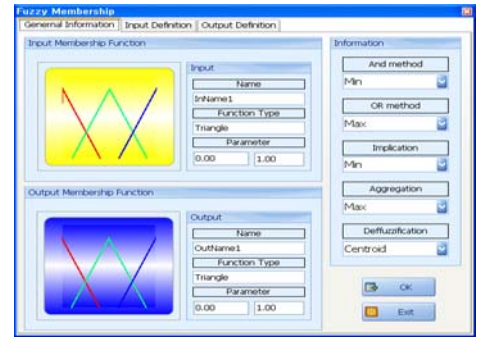 Fuzzy Membership
Genernal Information
Input Definition
Output Definition
Input Membership Function
Input
Name
InName1
Function Type
Triangle
Parameter
0.00 1.00
Output Membership Function
Output
Name
OutName1
Function Type
Triangle
Parameter
0.00 1.00
Information
And method
Min
OR method
Max
Implication
Min
Aggregation
Max
Deffuzzification
Centroid
OK
Exit